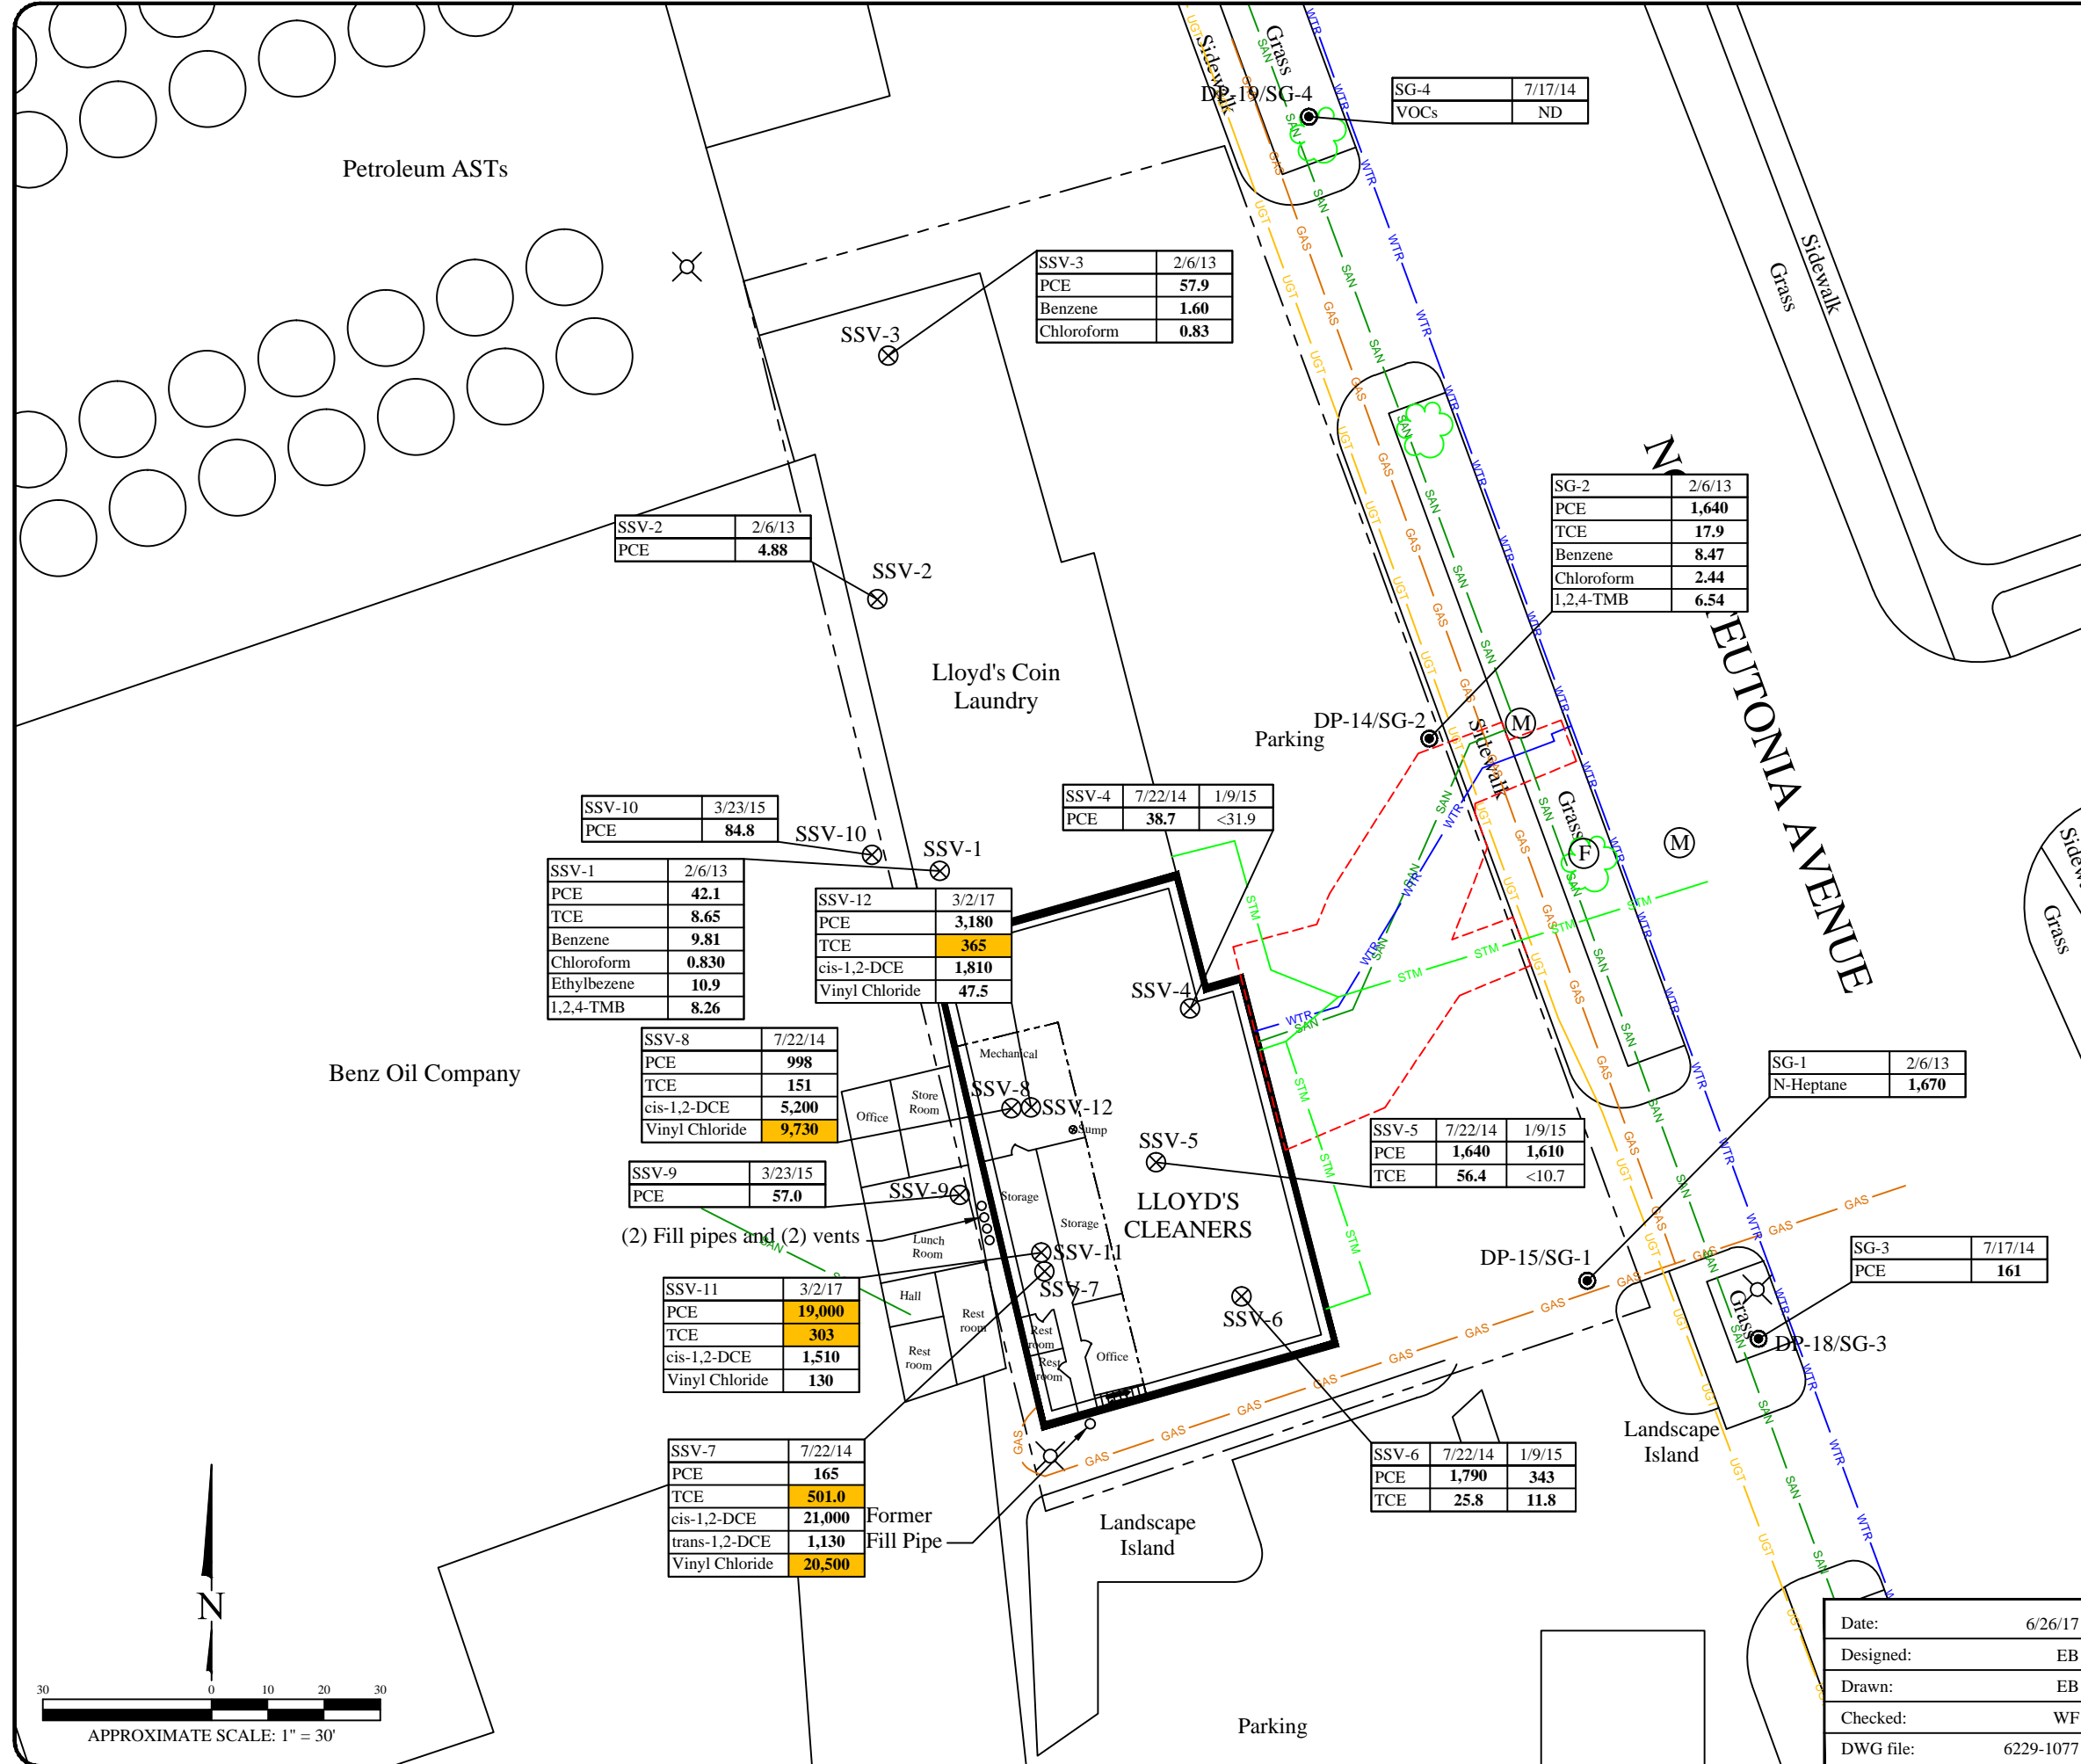 Petroleum ASTs
Sidewalk
Grass
DP-19/SG-4
SG-4 7/17/14
VOCs ND
Grass
Sidewalk
SSV-3 2/6/13
PCE 57.9
Benzene 1.60
Chloroform 0.83
SSV-3
SSV-2 2/6/13
PCE 4.88
SSV-2
SG-2 2/6/13
PCE 1,640
TCE 17.9
Benzene 8.47
Chloroform 2.44
1,2,4-TMB 6.54
TEUTONIA AVENUE
Lloyd's Coin
Laundry
DP-14/SG-2
Parking
Sidewalk
Grass
M
F
M
Grass
SSV-10 3/23/15
PCE 84.8
SSV-10
SSV-1
SSV-4 7/22/14 1/9/15
PCE 38.7 <31.9
SSV-1 2/6/13
PCE 42.1
TCE 8.65
Benzene 9.81
Chloroform 0.830
Ethylbezene 10.9
1,2,4-TMB 8.26
SSV-12 3/2/17
PCE 3,180
TCE 365
cis-1,2-DCE 1,810
Vinyl Chloride 47.5
SSV-4
Benz Oil Company
SSV-8 7/22/14
PCE 998
TCE 151
cis-1,2-DCE 5,200
Vinyl Chloride 9,730
Mechanical
Office
Store
Room
SSV-8
SSV-12
Sump
SSV-5
SG-1 2/6/13
N-Heptane 1,670
SSV-5 7/22/14 1/9/15
PCE 1,640 1,610
TCE 56.4 <10.7
SSV-9 3/23/15
PCE 57.0
SSV-9
Storage
Storage
LLOYD'S
CLEANERS
(2) Fill pipes and (2) vents
Lunch
Room
SSV-11
SSV-7
DP-15/SG-1
SG-3 7/17/14
PCE 161
SSV-11 3/2/17
PCE 19,000
TCE 303
cis-1,2-DCE 1,510
Vinyl Chloride 130
Hall
Rest
room
Rest
room
Rest
room
Rest
room
Office
SSV-6
Grass
DP-18/SG-3
Landscape
Island
SSV-7 7/22/14
PCE 165
TCE 501.0
cis-1,2-DCE 21,000
trans-1,2-DCE 1,130
Vinyl Chloride 20,500
Former
Fill Pipe
SSV-6 7/22/14 1/9/15
PCE 1,790 343
TCE 25.8 11.8
Landscape
Island
Parking
N
30 0 10 20 30
APPROXIMATE SCALE: 1" = 30'
Date: 6/26/17
Designed: EB
Drawn: EB
Checked: WF
DWG file: 6229-1077
UGT
GAS
SAN
WTR
STM